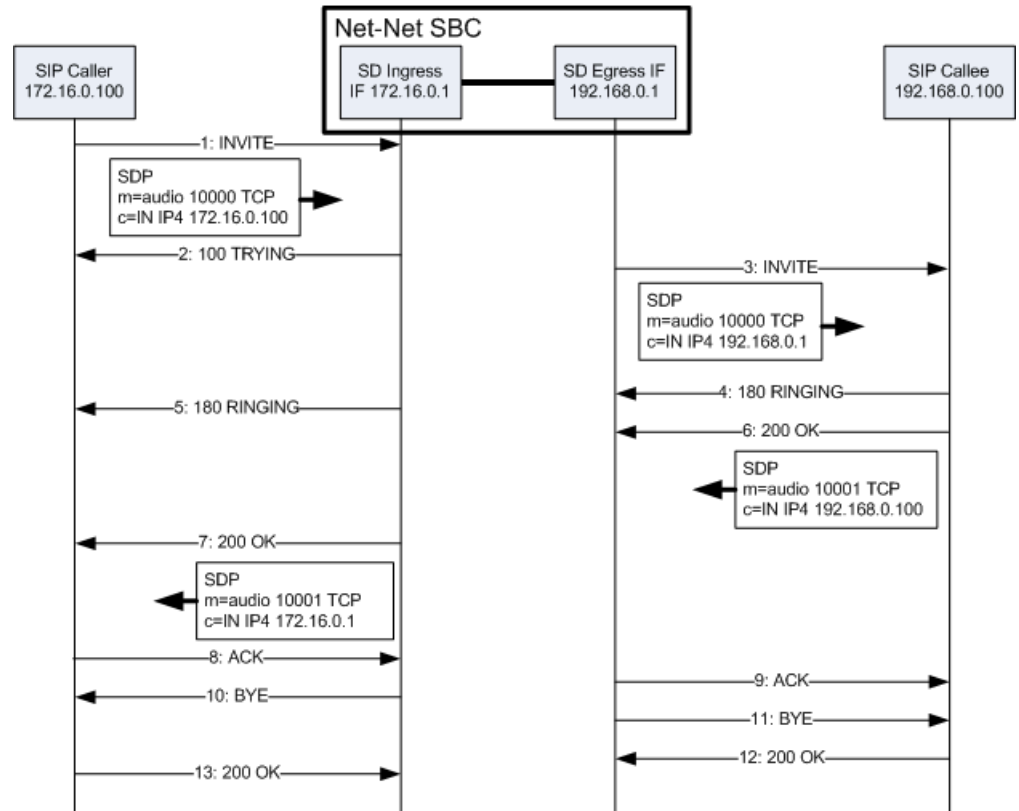 Net-Net SBC
SIP Caller
172.16.0.100
SD Ingress
IF 172.16.0.1
SD Egress IF
192.168.0.1
SIP Callee
192.168.0.100
1: INVITE
SDP
m=audio 10000 TCP
c=IN IP4 172.16.0.100
2: 100 TRYING
3: INVITE
SDP
m=audio 10000 TCP
c=IN IP4 192.168.0.1
4: 180 RINGING
5: 180 RINGING
6: 200 OK
SDP
m=audio 10001 TCP
c=IN IP4 192.168.0.100
7: 200 OK
SDP
m=audio 10001 TCP
c=IN IP4 172.16.0.1
8: ACK
9: ACK
10: BYE
11: BYE
12: 200 OK
13: 200 OK